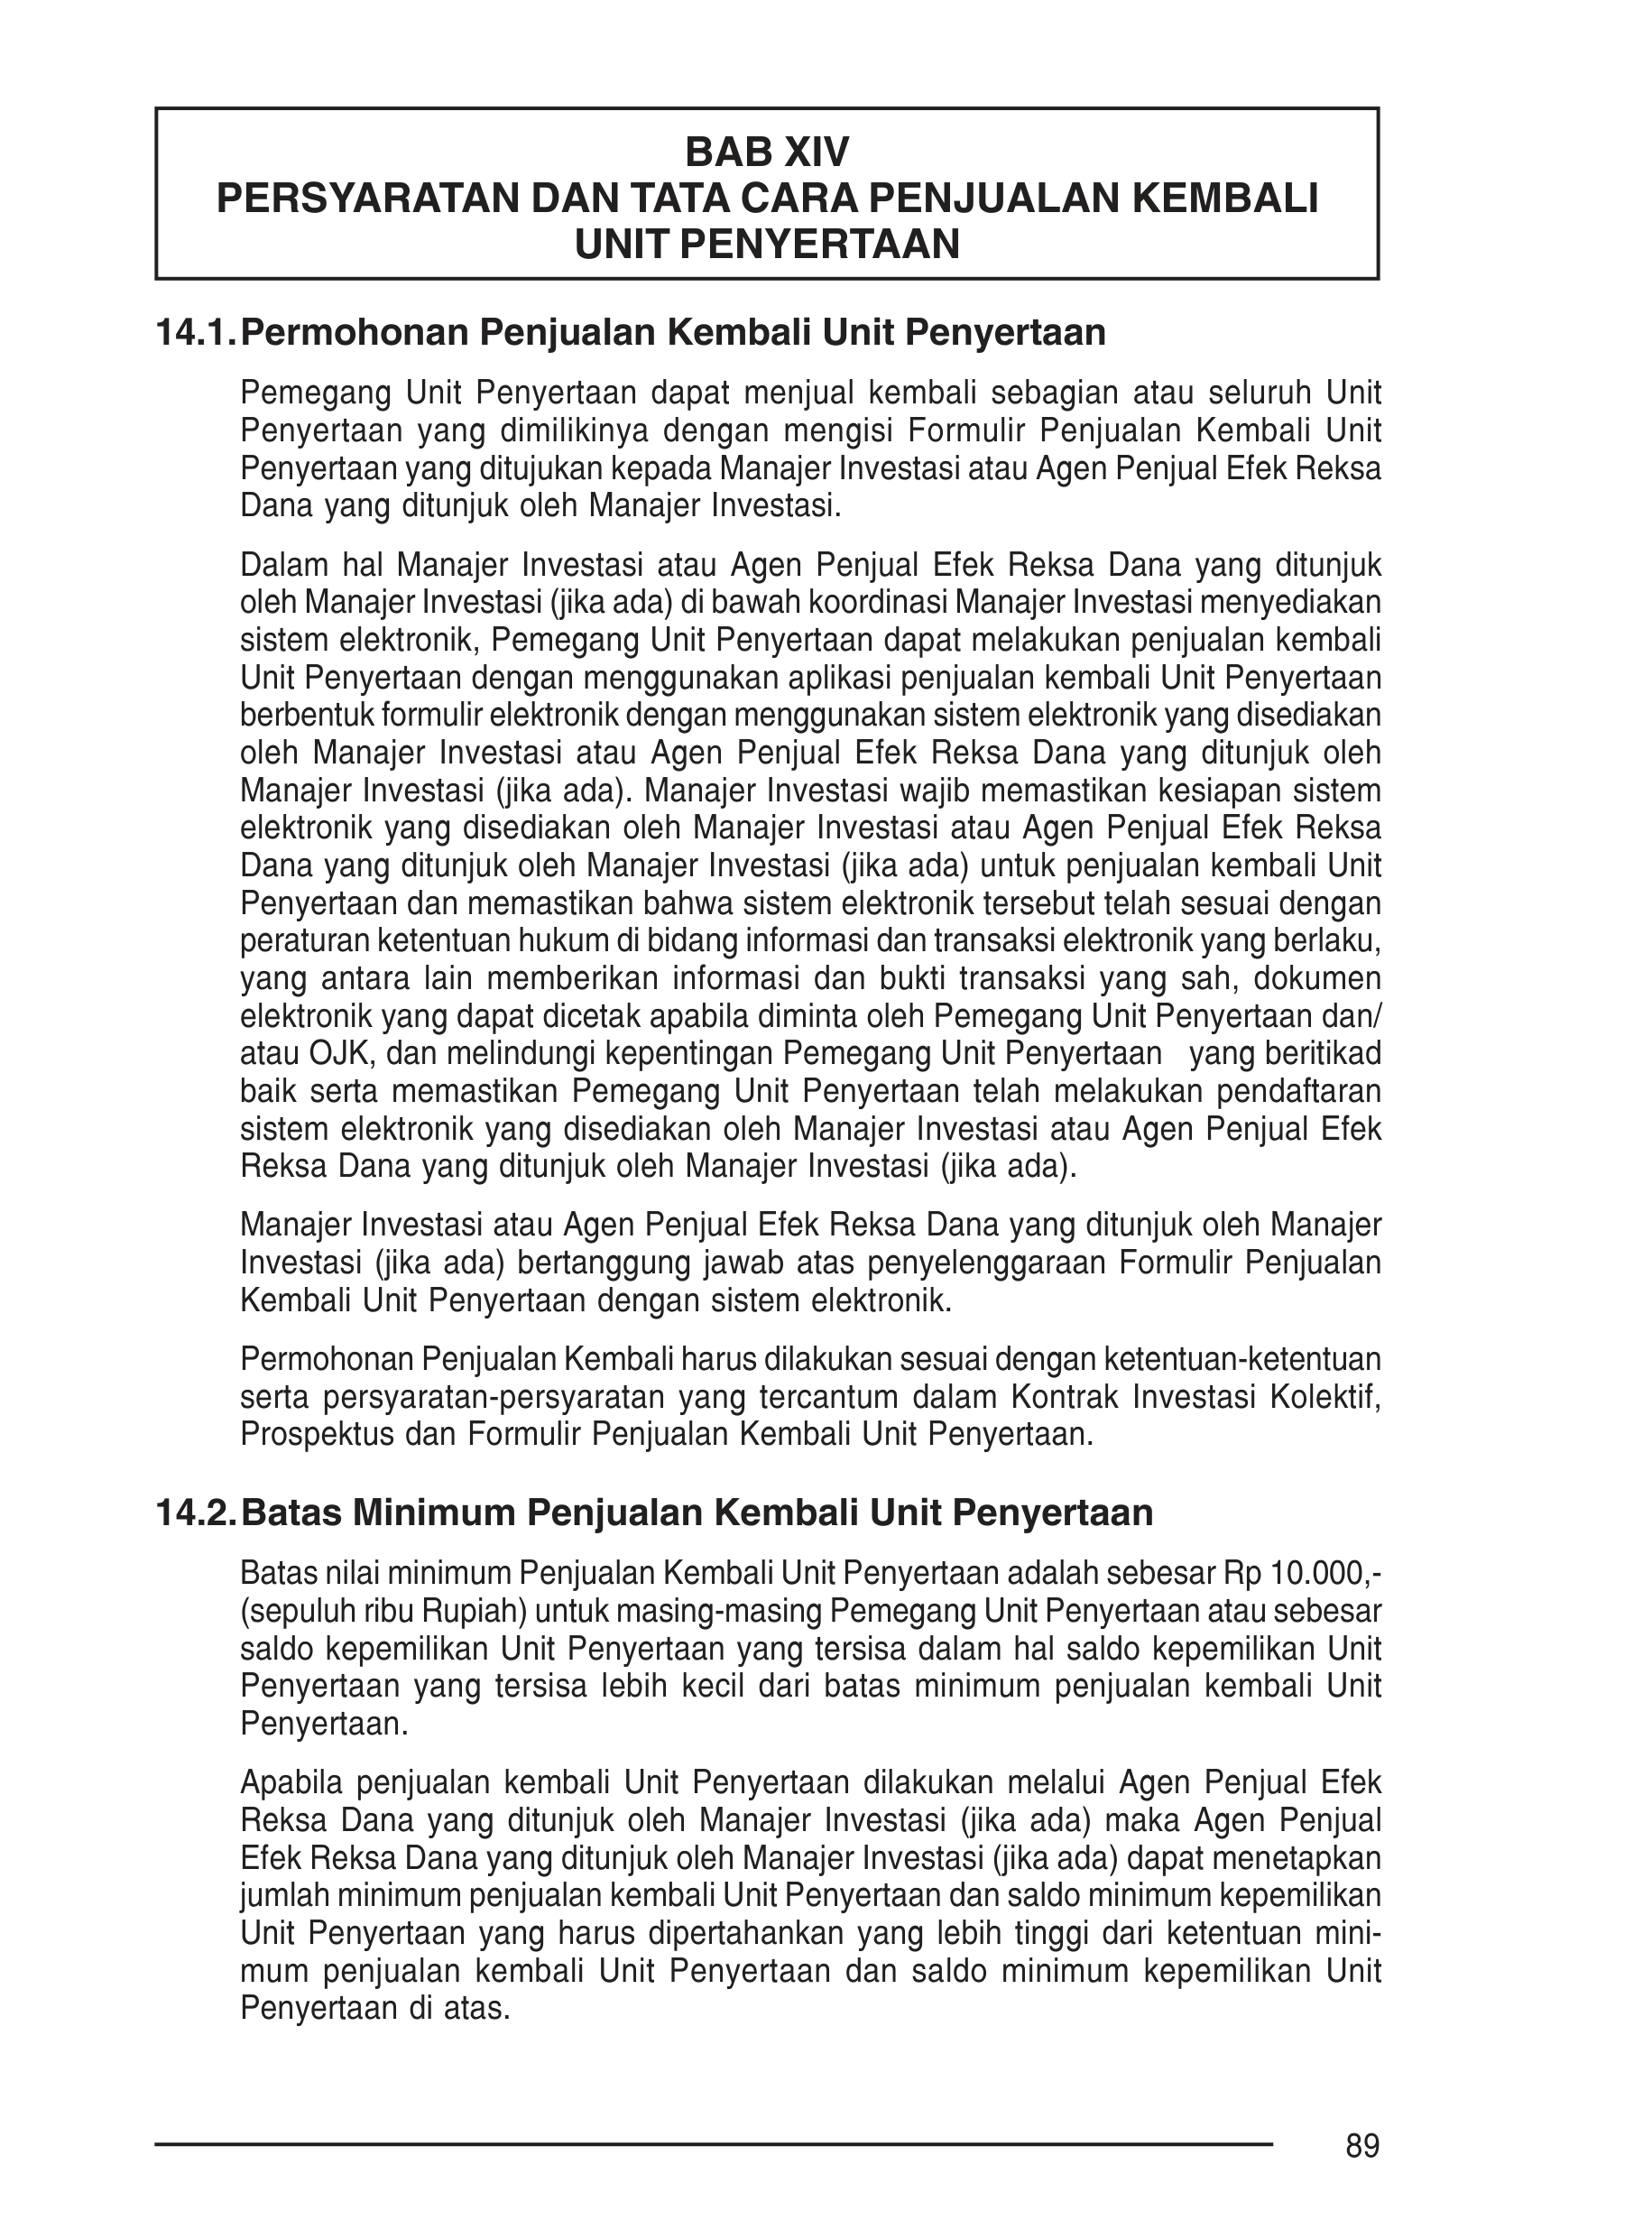 BAB XIV
PERSYARATAN DAN TATA CARA PENJUALAN KEMBALI
UNIT PENYERTAAN
14.1. Permohonan Penjualan Kembali Unit Penyertaan
Pemegang Unit Penyertaan dapat menjual kembali sebagian atau seluruh Unit
Penyertaan yang dimilikinya dengan mengisi Formulir Penjualan Kembali Unit
Penyertaan yang ditujukan kepada Manajer Investasi atau Agen Penjual Efek Reksa
Dana yang ditunjuk oleh Manajer Investasi.
Dalam hal Manajer Investasi atau Agen Penjual Efek Reksa Dana yang ditunjuk
oleh Manajer Investasi (jika ada) di bawah koordinasi Manajer Investasi menyediakan
sistem elektronik, Pemegang Unit Penyertaan dapat melakukan penjualan kembali
Unit Penyertaan dengan menggunakan aplikasi penjualan kembali Unit Penyertaan
berbentuk formulir elektronik dengan menggunakan sistem elektronik yang disediakan
oleh Manajer Investasi atau Agen Penjual Efek Reksa Dana yang ditunjuk oleh
Manajer Investasi (jika ada). Manajer Investasi wajib memastikan kesiapan sistem
elektronik yang disediakan oleh Manajer Investasi atau Agen Penjual Efek Reksa
Dana yang ditunjuk oleh Manajer Investasi (jika ada) untuk penjualan kembali Unit
Penyertaan dan memastikan bahwa sistem elektronik tersebut telah sesuai dengan
peraturan ketentuan hukum di bidang informasi dan transaksi elektronik yang berlaku,
yang antara lain memberikan informasi dan bukti transaksi yang sah, dokumen
elektronik yang dapat dicetak apabila diminta oleh Pemegang Unit Penyertaan dan/
atau OJK, dan melindungi kepentingan Pemegang Unit Penyertaan yang beritikad
baik serta memastikan Pemegang Unit Penyertaan telah melakukan pendaftaran
sistem elektronik yang disediakan oleh Manajer Investasi atau Agen Penjual Efek
Reksa Dana yang ditunjuk oleh Manajer Investasi (jika ada).
Manajer Investasi atau Agen Penjual Efek Reksa Dana yang ditunjuk oleh Manajer
Investasi (jika ada) bertanggung jawab atas penyelenggaraan Formulir Penjualan
Kembali Unit Penyertaan dengan sistem elektronik.
Permohonan Penjualan Kembali harus dilakukan sesuai dengan ketentuan-ketentuan
serta persyaratan-persyaratan yang tercantum dalam Kontrak Investasi Kolektif,
Prospektus dan Formulir Penjualan Kembali Unit Penyertaan.
14.2. Batas Minimum Penjualan Kembali Unit Penyertaan
Batas nilai minimum Penjualan Kembali Unit Penyertaan adalah sebesar Rp 10.000,-
(sepuluh ribu Rupiah) untuk masing-masing Pemegang Unit Penyertaan atau sebesar
saldo kepemilikan Unit Penyertaan yang tersisa dalam hal saldo kepemilikan Unit
Penyertaan yang tersisa lebih kecil dari batas minimum penjualan kembali Unit
Penyertaan.
Apabila penjualan kembali Unit Penyertaan dilakukan melalui Agen Penjual Efek
Reksa Dana yang ditunjuk oleh Manajer Investasi (jika ada) maka Agen Penjual
Efek Reksa Dana yang ditunjuk oleh Manajer Investasi (jika ada) dapat menetapkan
jumlah minimum penjualan kembali Unit Penyertaan dan saldo minimum kepemilikan
Unit Penyertaan yang harus dipertahankan yang lebih tinggi dari ketentuan mini-
mum penjualan kembali Unit Penyertaan dan saldo minimum kepemilikan Unit
Penyertaan di atas.
89